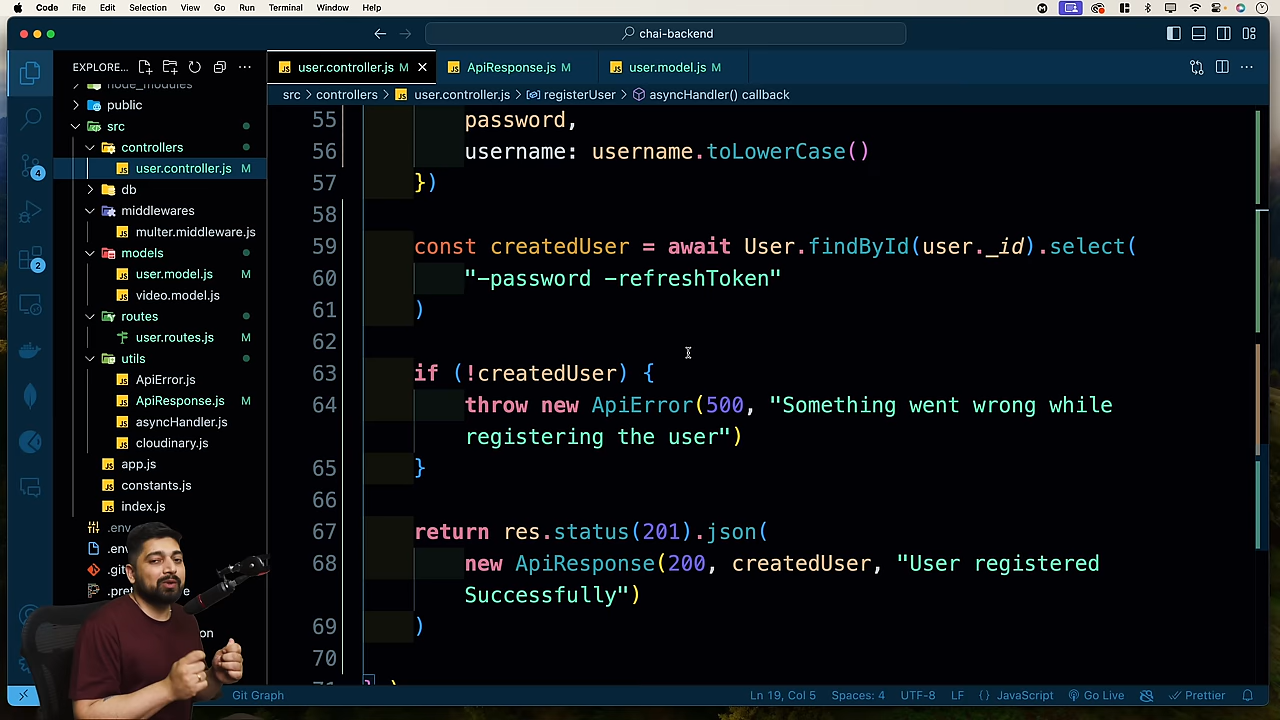 Code File Edit Selection View Go Run Terminal Window Help
chai-backend
EXPLORE...
user.controller.js M
ApiResponse.js M
user.model.js M
src > controllers > user.controller.js > registerUser > asyncHandler() callback
node_modules
public
src
controllers
user.controller.js M
db
middlewares
multer.middleware.js
models
user.model.js M
video.model.js
routes
user.routes.js M
utils
ApiError.js
ApiResponse.js M
asyncHandler.js
cloudinary.js
app.js
constants.js
index.js
.env
4
2
55 password,
56 username: username.toLowerCase()
57 })
58
59 const createdUser = await User.findById(user._id).select(
60 "-password -refreshToken"
61 )
62
63 if (!createdUser) {
64 throw new ApiError(500, "Something went wrong while
registering the user")
65 }
66
67 return res.status(201).json(
68 new ApiResponse(200, createdUser, "User registered
Successfully")
69 )
70
Git Graph
Ln 19, Col 5 Spaces: 4 UTF-8 LF {} JavaScript Go Live Prettier